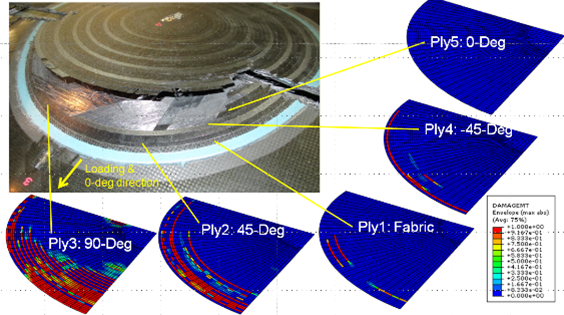 Ply5: 0-Deg
Ply4: -45-Deg
Loading &
0-deg direction
Ply3: 90-Deg
Ply2: 45-Deg
Ply1: Fabric
DAMAGEMT
Envelope (max abs)
(Avg: 75%)
+1.000e+00
+9.167e-01
+8.333e-01
+7.500e-01
+6.667e-01
+5.833e-01
+5.000e-01
+4.167e-01
+3.333e-01
+2.500e-01
+1.667e-01
+8.333e-02
+0.000e+00